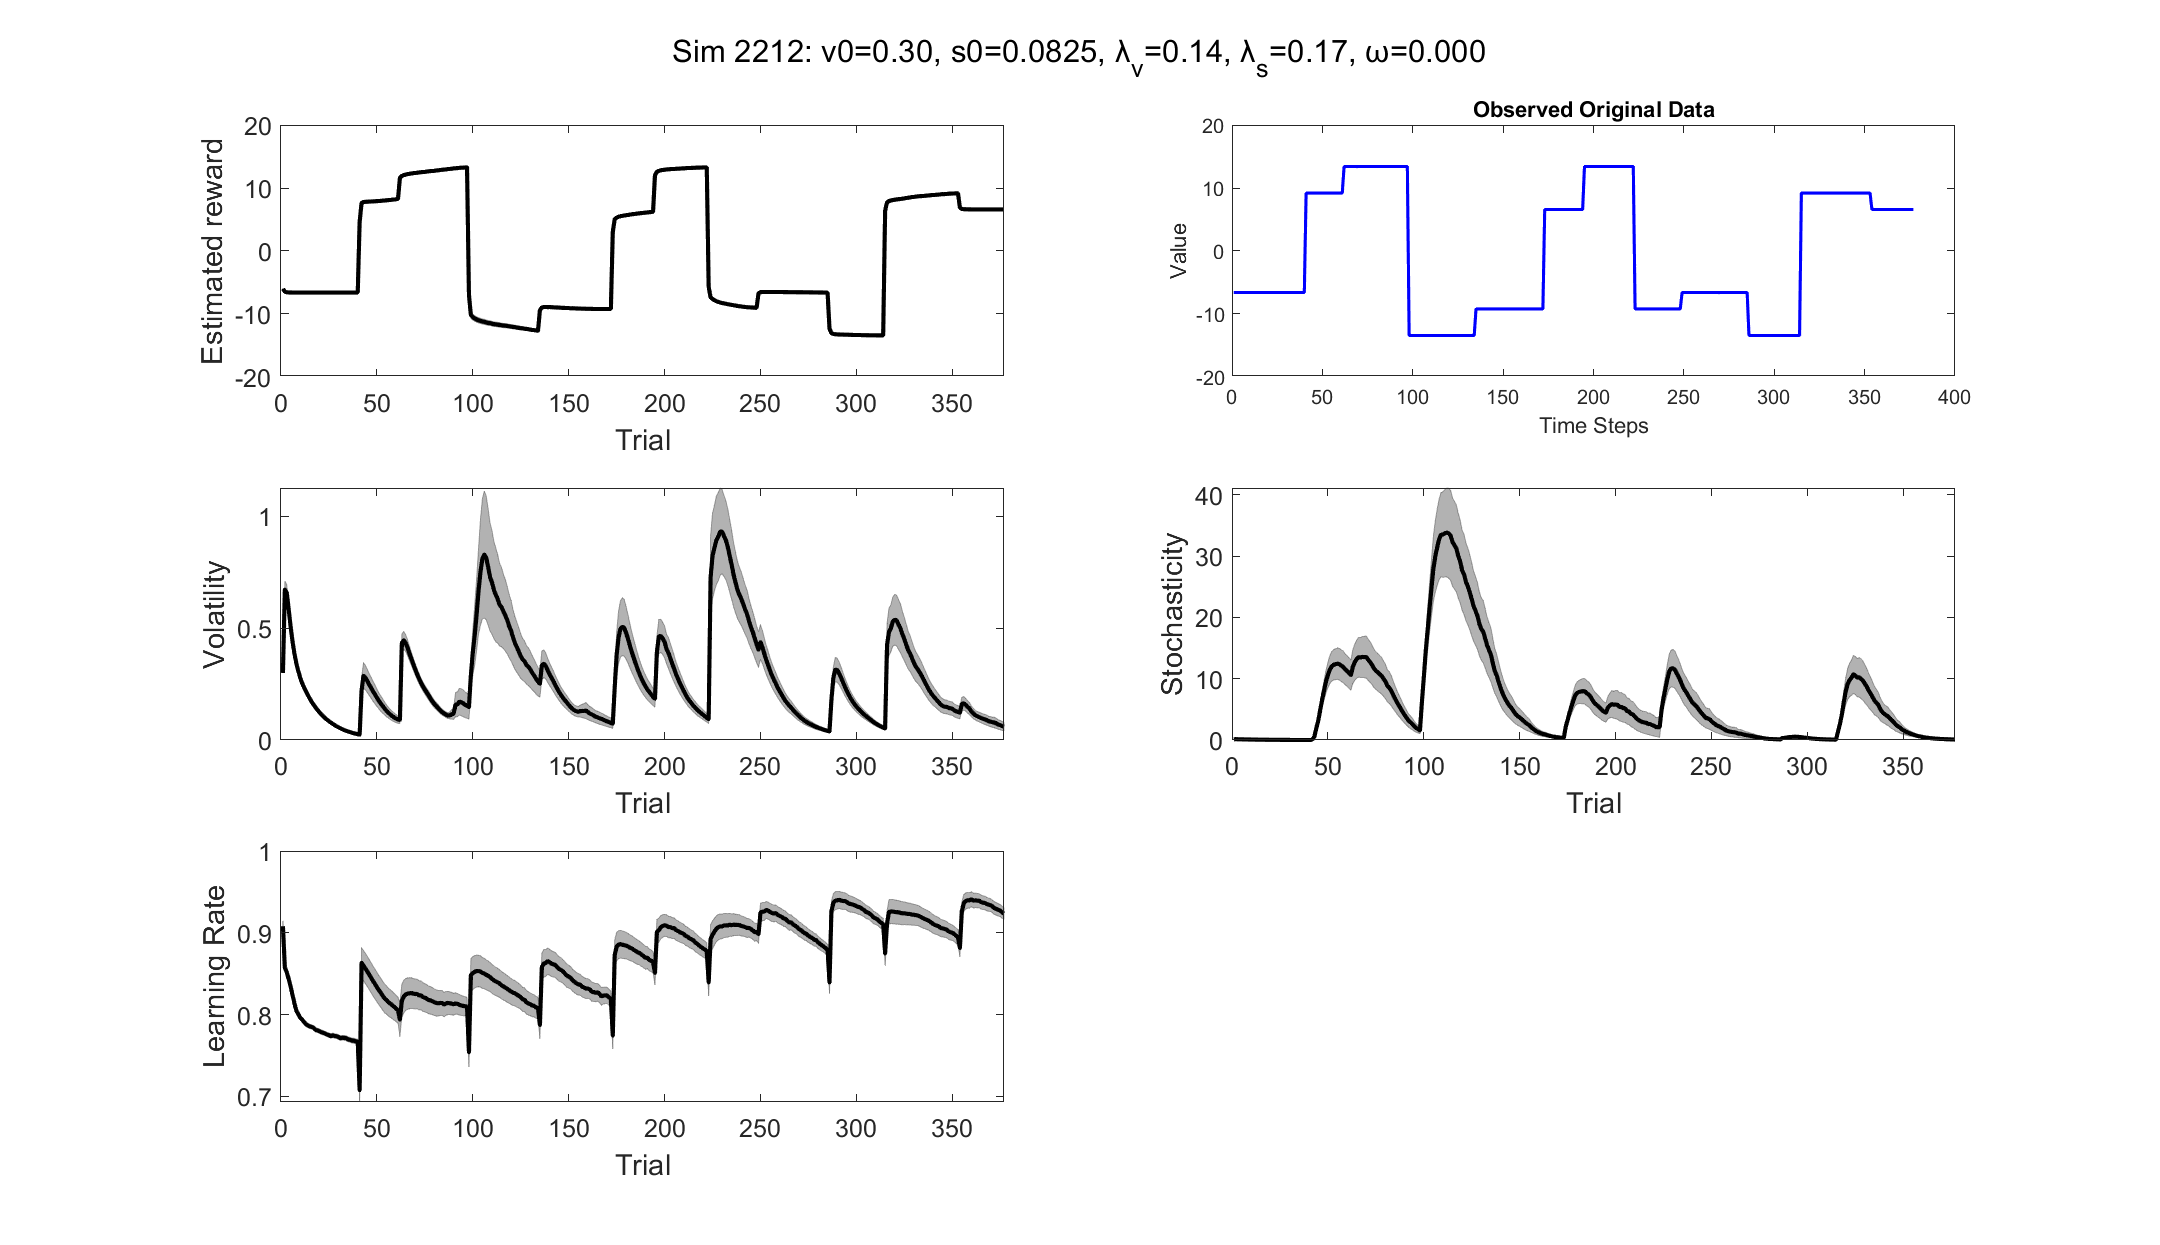 Sim 2212: v0=0.30, s0=0.0825, λ_v=0.14, λ_s=0.17, ω=0.000
Estimated reward
20
10
0
-10
-20
0 50 100 150 200 250 300 350
Trial
Observed Original Data
Value
20
10
0
-10
-20
0 50 100 150 200 250 300 350 400
Time Steps
Volatility
1
0.5
0
0 50 100 150 200 250 300 350
Trial
Stochasticity
40
30
20
10
0
0 50 100 150 200 250 300 350
Trial
Learning Rate
1
0.9
0.8
0.7
0 50 100 150 200 250 300 350
Trial